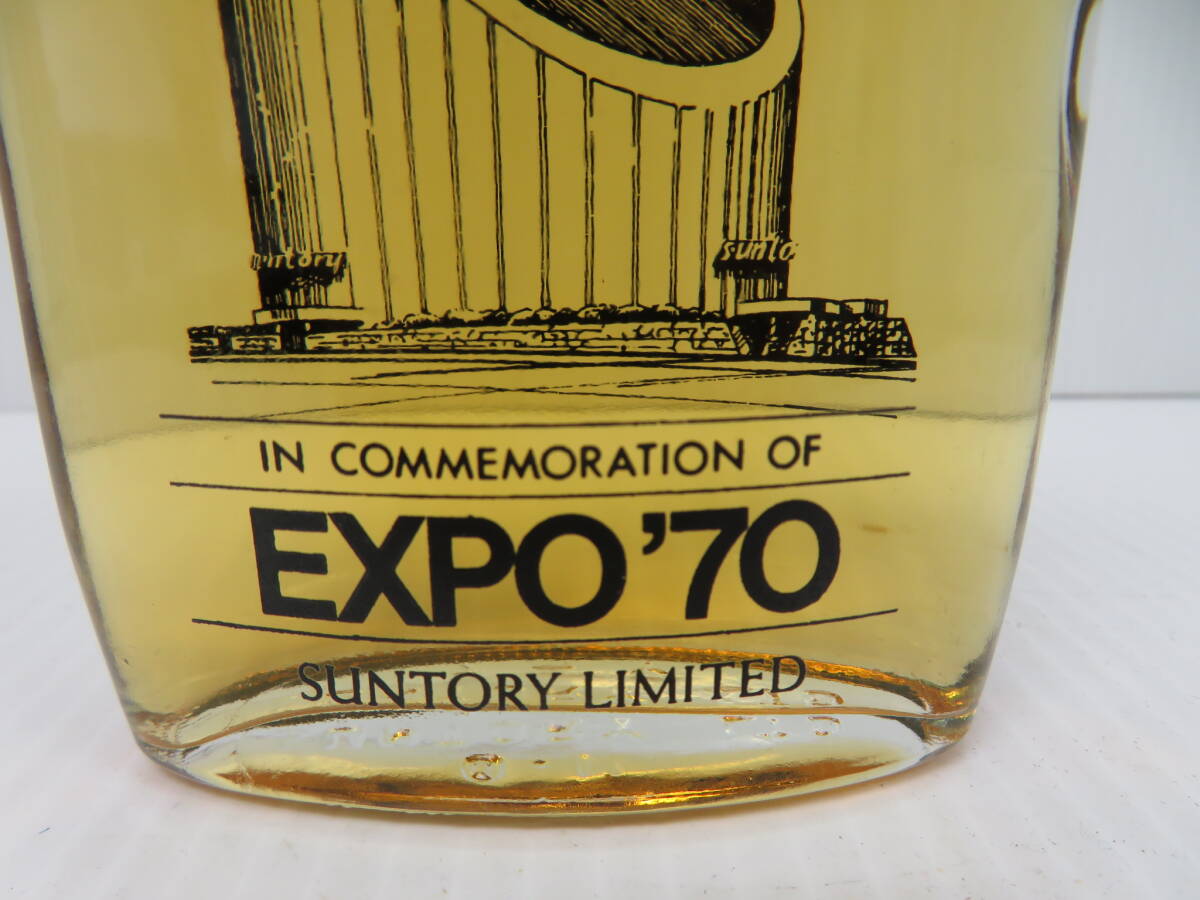 suntory sunto
IN COMMEMORATION OF
EXPO '70
SUNTORY LIMITED